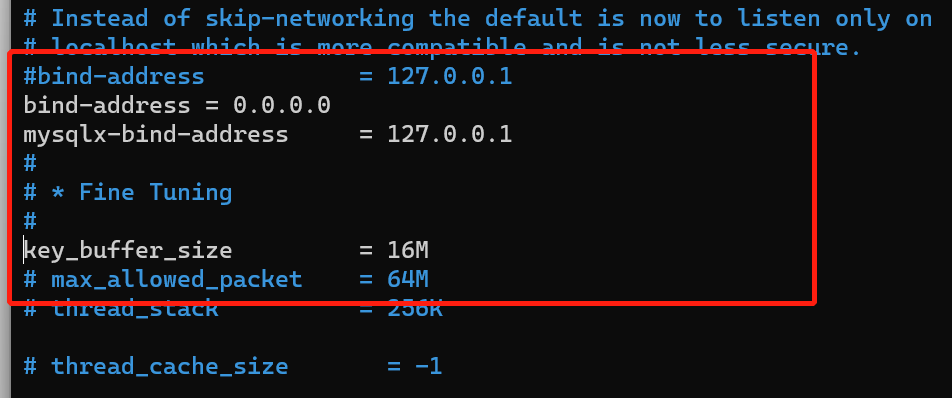 # Instead of skip-networking the default is now to listen only on
# localhost which is more compatible and is not less secure.
#bind-address           = 127.0.0.1
bind-address = 0.0.0.0
mysqlx-bind-address     = 127.0.0.1
#
# * Fine Tuning
#
key_buffer_size         = 16M
# max_allowed_packet    = 64M
# thread_stack          = 256K

# thread_cache_size       = -1